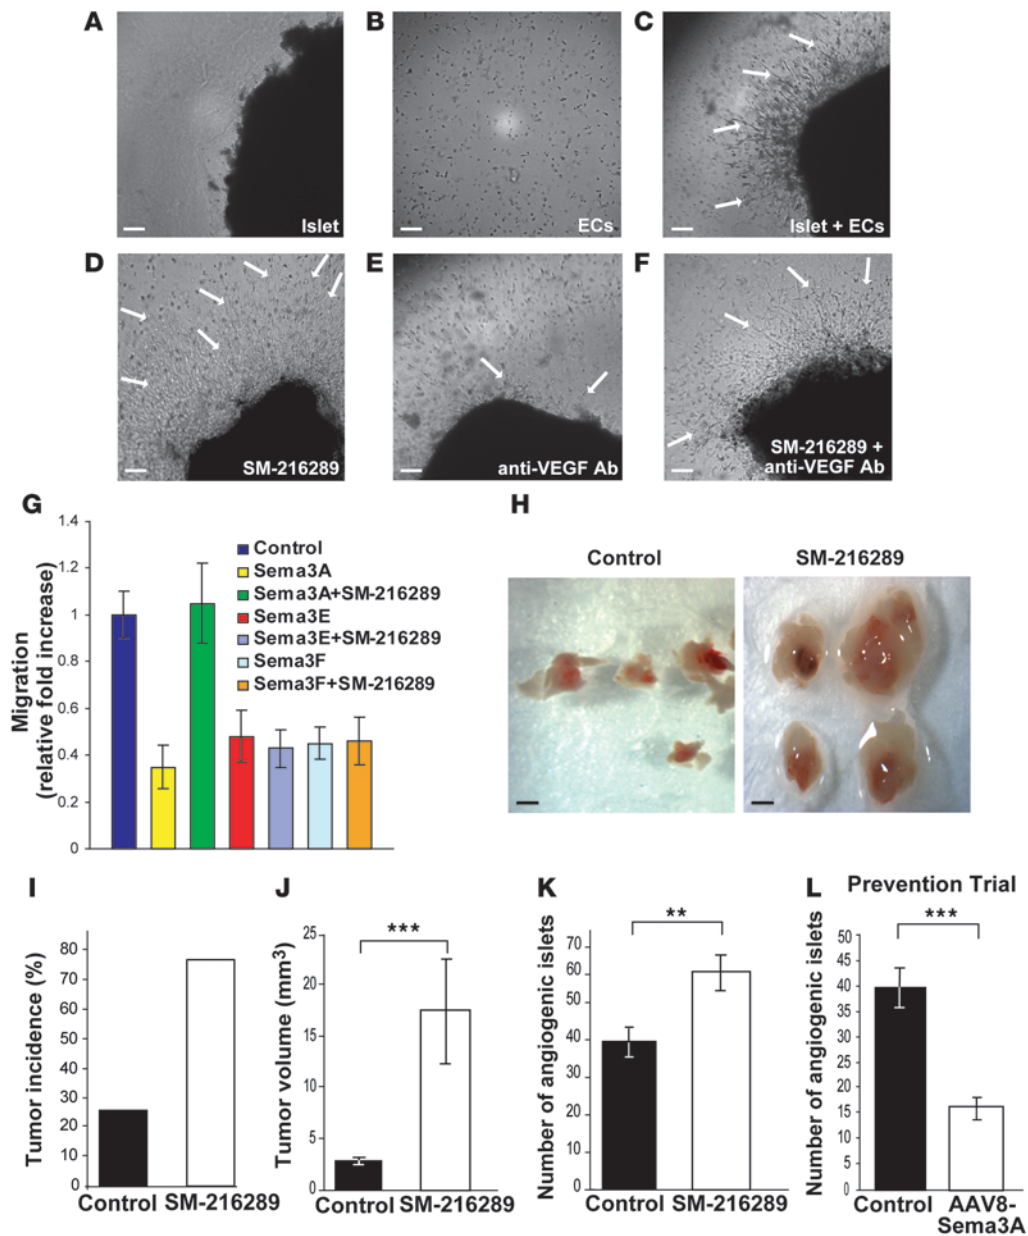 A
B
C
Islet
ECs
Islet + ECs
D
E
F
SM-216289
anti-VEGF Ab
SM-216289 +
anti-VEGF Ab
G
Migration
(relative fold increase)
1.4
1.2
1
0.8
0.6
0.4
0.2
0
Control
Sema3A
Sema3A+SM-216289
Sema3E
Sema3E+SM-216289
Sema3F
Sema3F+SM-216289
H
Control
SM-216289
I
Tumor incidence (%)
80
70
60
50
40
30
20
10
0
Control
SM-216289
J
Tumor volume (mm3)
25
20
15
10
5
0
***
Control
SM-216289
K
Number of angiogenic islets
70
60
50
40
30
20
10
0
**
Control
SM-216289
L
Prevention Trial
Number of angiogenic islets
50
45
40
35
30
25
20
15
10
5
0
***
Control
AAV8-
Sema3A